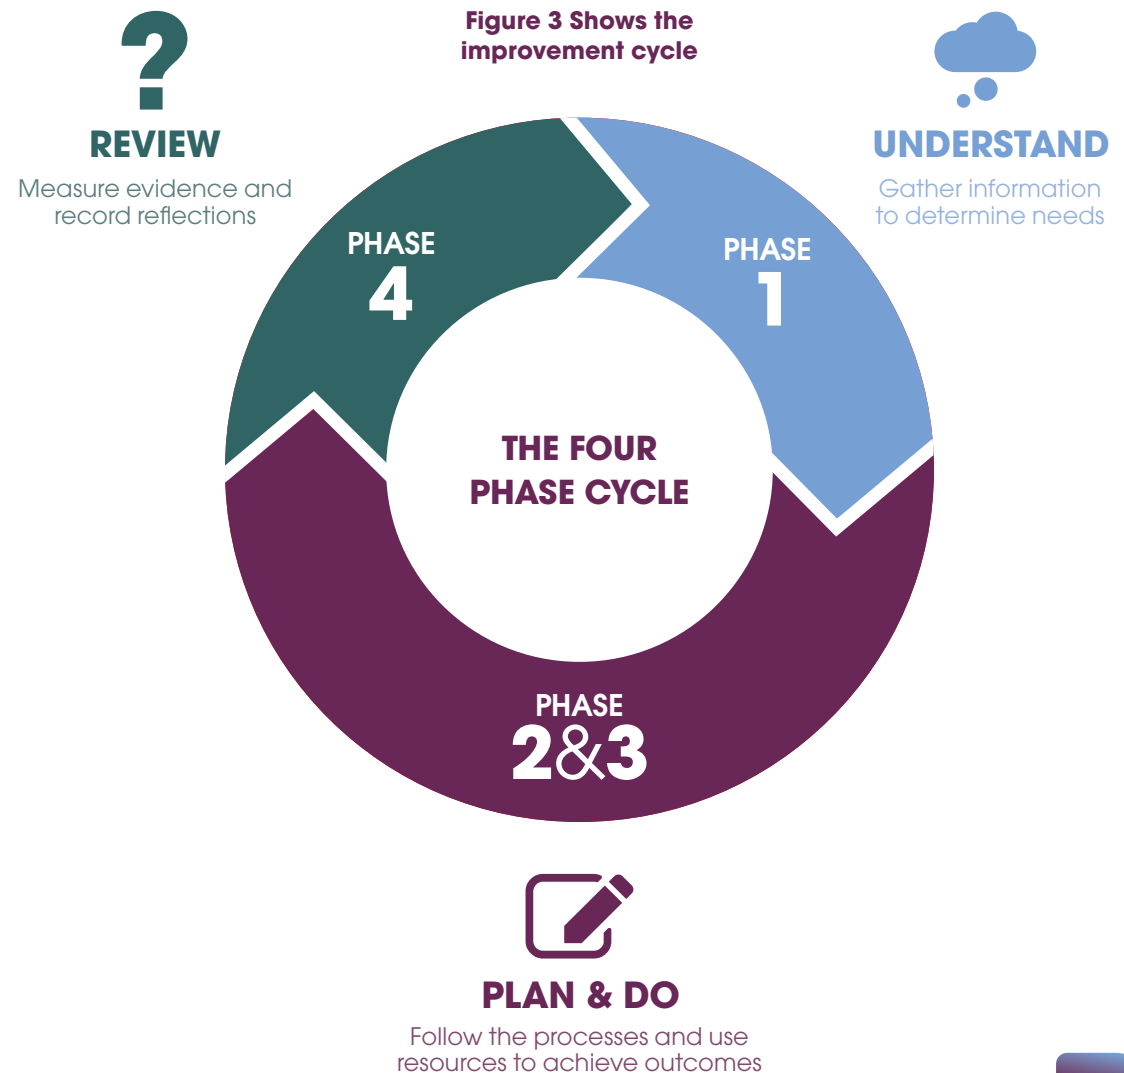 Figure 3 Shows the
improvement cycle
?
REVIEW
Measure evidence and
record reflections
UNDERSTAND
Gather information
to determine needs
PHASE
4
PHASE
1
THE FOUR
PHASE CYCLE
PHASE
2&3
PLAN & DO
Follow the processes and use
resources to achieve outcomes